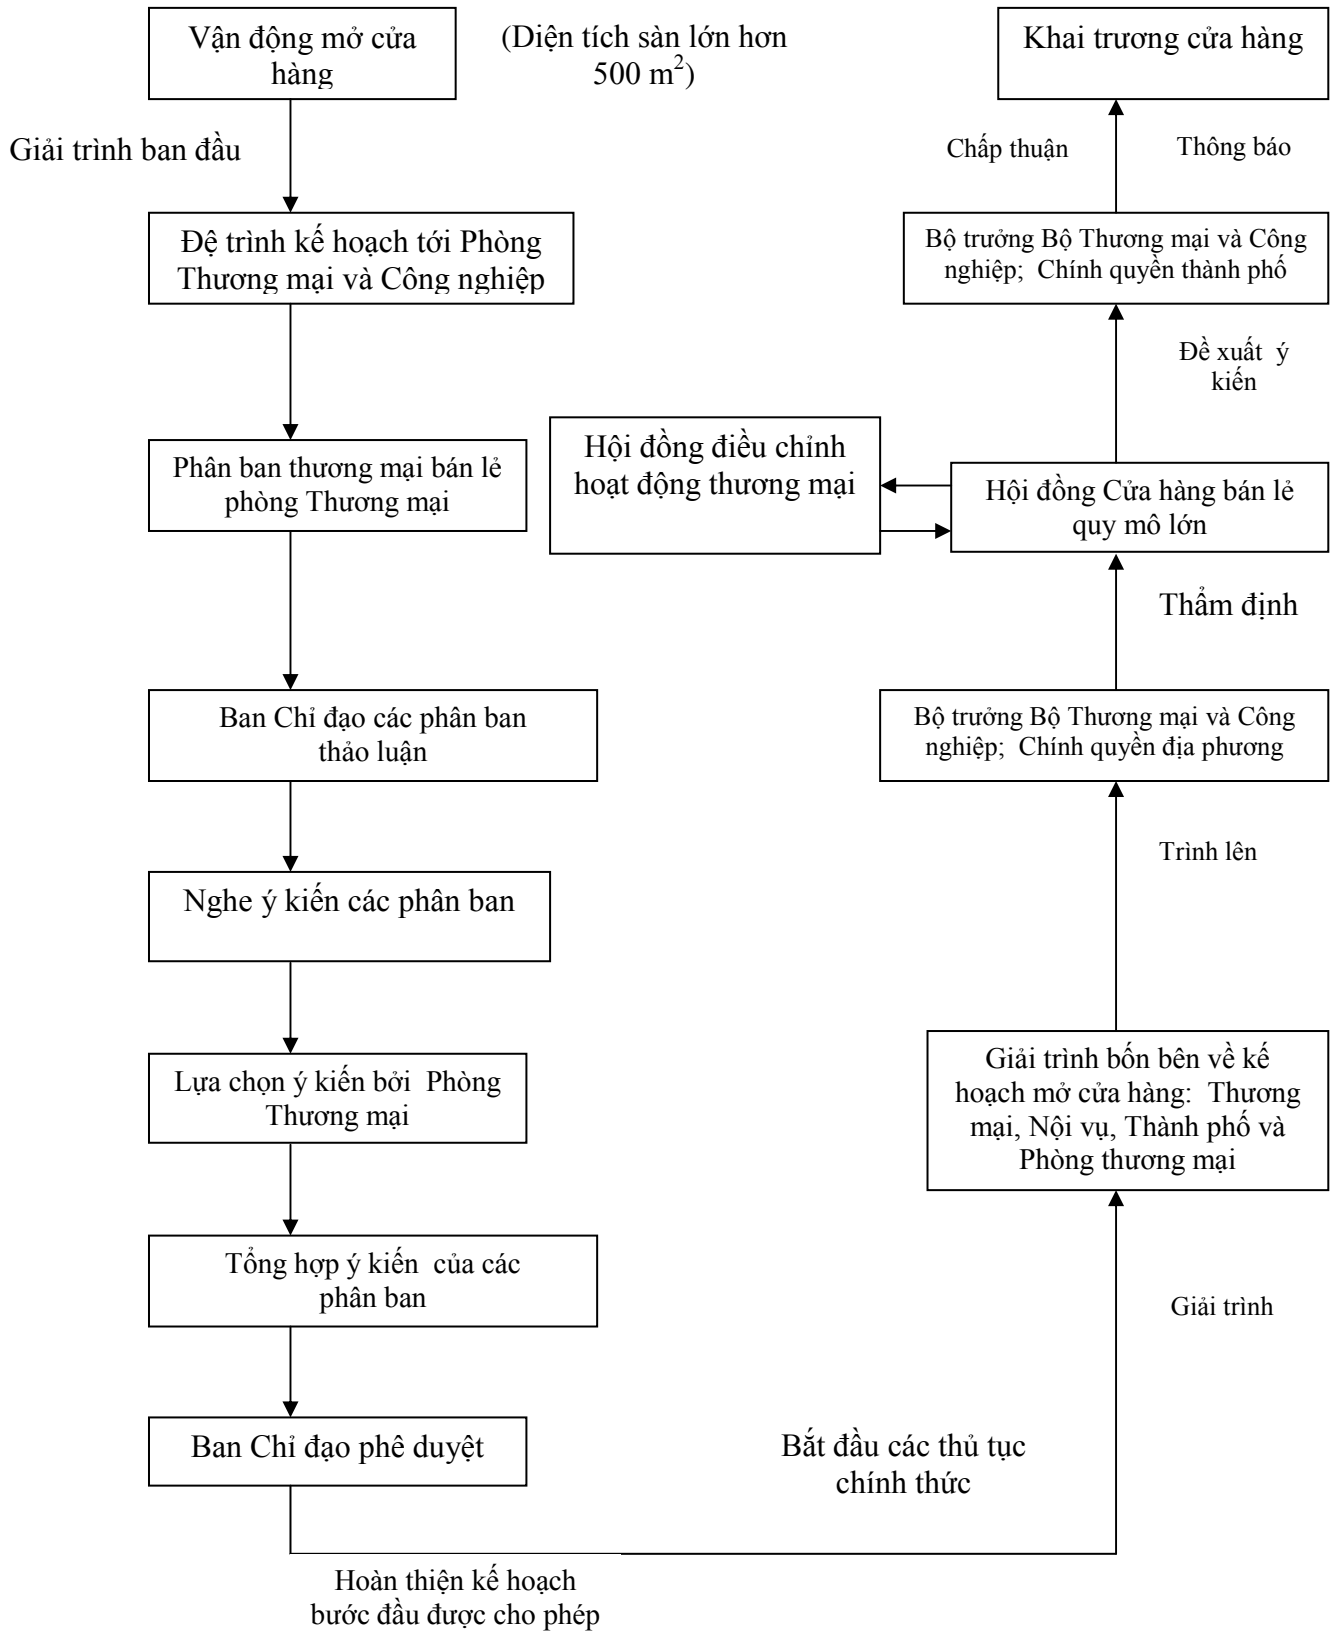 Vận động mở cửa
hàng
(Diện tích sàn lớn hơn
500 m²)
Giải trình ban đầu
Đệ trình kế hoạch tới Phòng
Thương mại và Công nghiệp
Phân ban thương mại bán lẻ
phòng Thương mại
Ban Chỉ đạo các phân ban
thảo luận
Nghe ý kiến các phân ban
Lựa chọn ý kiến bởi Phòng
Thương mại
Tổng hợp ý kiến của các
phân ban
Ban Chỉ đạo phê duyệt
Hoàn thiện kế hoạch
bước đầu được cho phép
Bắt đầu các thủ tục
chính thức
Giải trình
Giải trình bốn bên về kế
hoạch mở cửa hàng: Thương
mại, Nội vụ, Thành phố và
Phòng thương mại
Trình lên
Bộ trưởng Bộ Thương mại và Công
nghiệp; Chính quyền địa phương
Thẩm định
Hội đồng Cửa hàng bán lẻ
quy mô lớn
Hội đồng điều chỉnh
hoạt động thương mại
Đề xuất ý
kiến
Bộ trưởng Bộ Thương mại và Công
nghiệp; Chính quyền thành phố
Chấp thuận
Thông báo
Khai trương cửa hàng